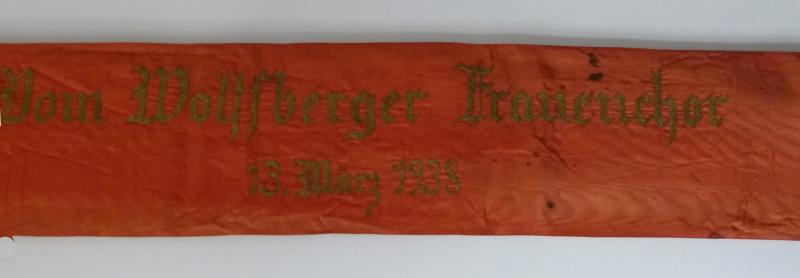 Vom Wolfsberger Frauenchor
13. März 1938